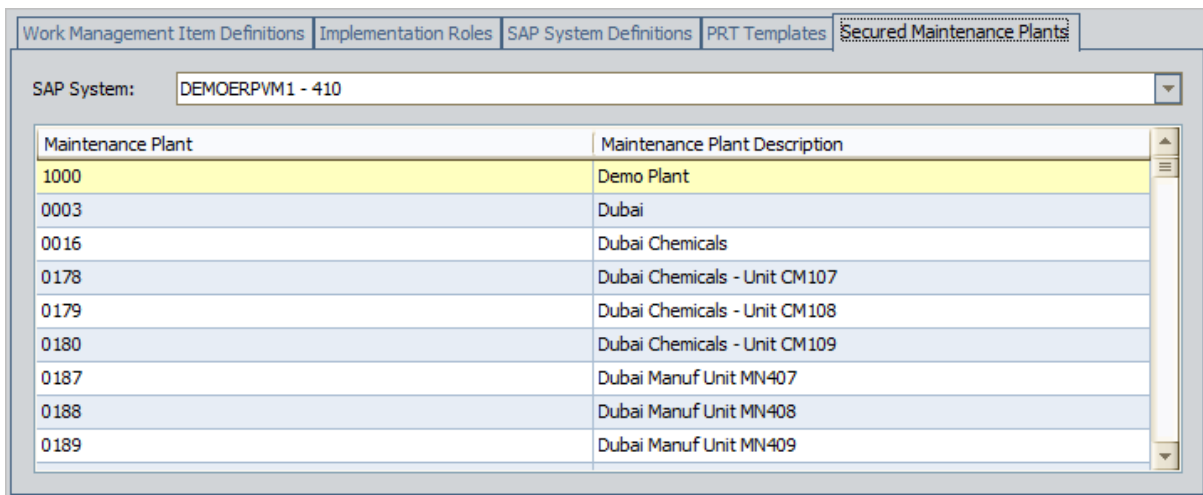 Work Management Item Definitions Implementation Roles SAP System Definitions PRT Templates Secured Maintenance Plants
SAP System: DEMOERPVM1 - 410
Maintenance Plant Maintenance Plant Description
1000 Demo Plant
0003 Dubai
0016 Dubai Chemicals
0178 Dubai Chemicals - Unit CM107
0179 Dubai Chemicals - Unit CM108
0180 Dubai Chemicals - Unit CM109
0187 Dubai Manuf Unit MN407
0188 Dubai Manuf Unit MN408
0189 Dubai Manuf Unit MN409